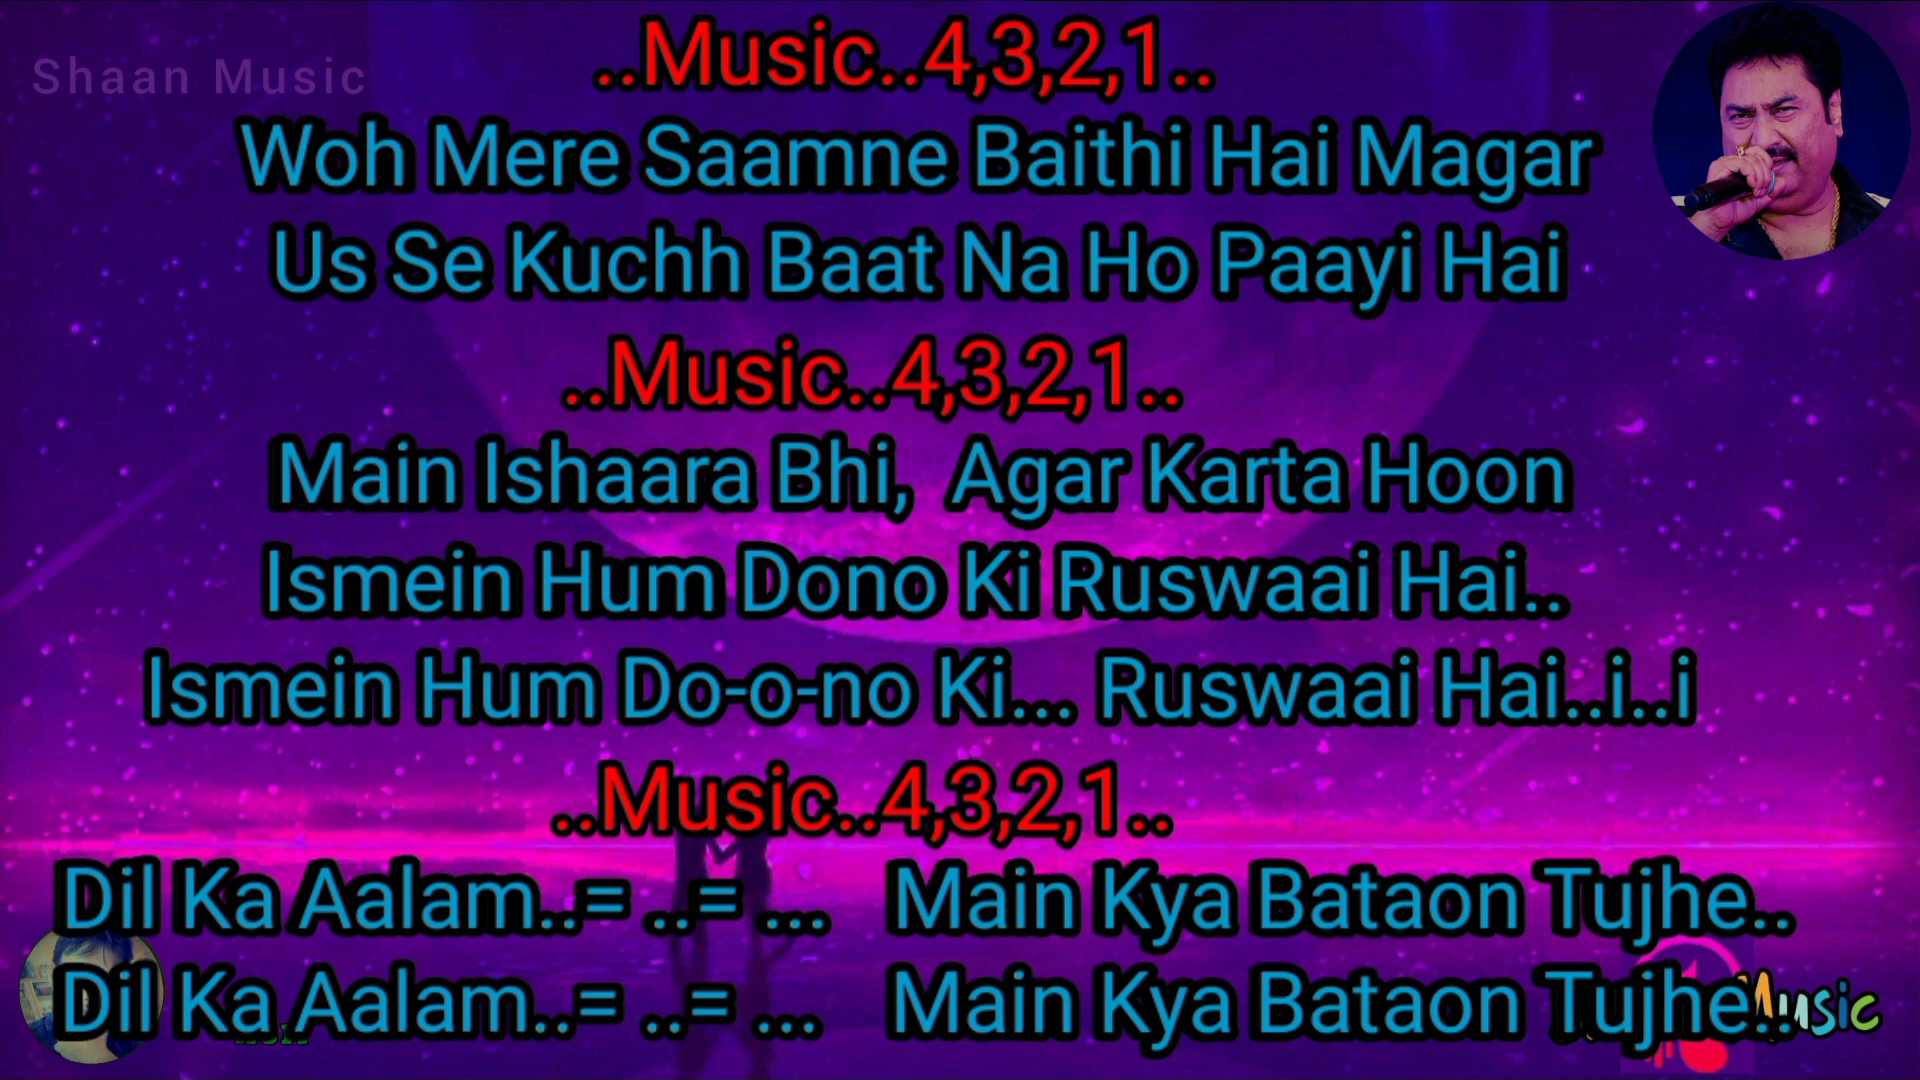 Shaan Music
..Music..4,3,2,1..
Woh Mere Saamne Baithi Hai Magar
Us Se Kuchh Baat Na Ho Paayi Hai
..Music..4,3,2,1..
Main Ishaara Bhi, Agar Karta Hoon
Ismein Hum Dono Ki Ruswaai Hai..
Ismein Hum Do-o-no Ki... Ruswaai Hai..i..i
..Music..4,3,2,1..
Dil Ka Aalam..= ..= ... Main Kya Bataon Tujhe..
Dil Ka Aalam..= ..= ... Main Kya Bataon Tujhe..
Music